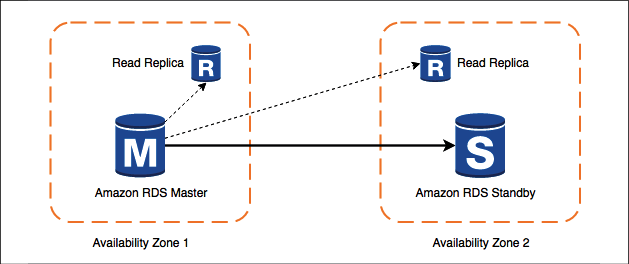 Read Replica
R
R
Read Replica
M
S
Amazon RDS Master
Amazon RDS Standby
Availability Zone 1
Availability Zone 2